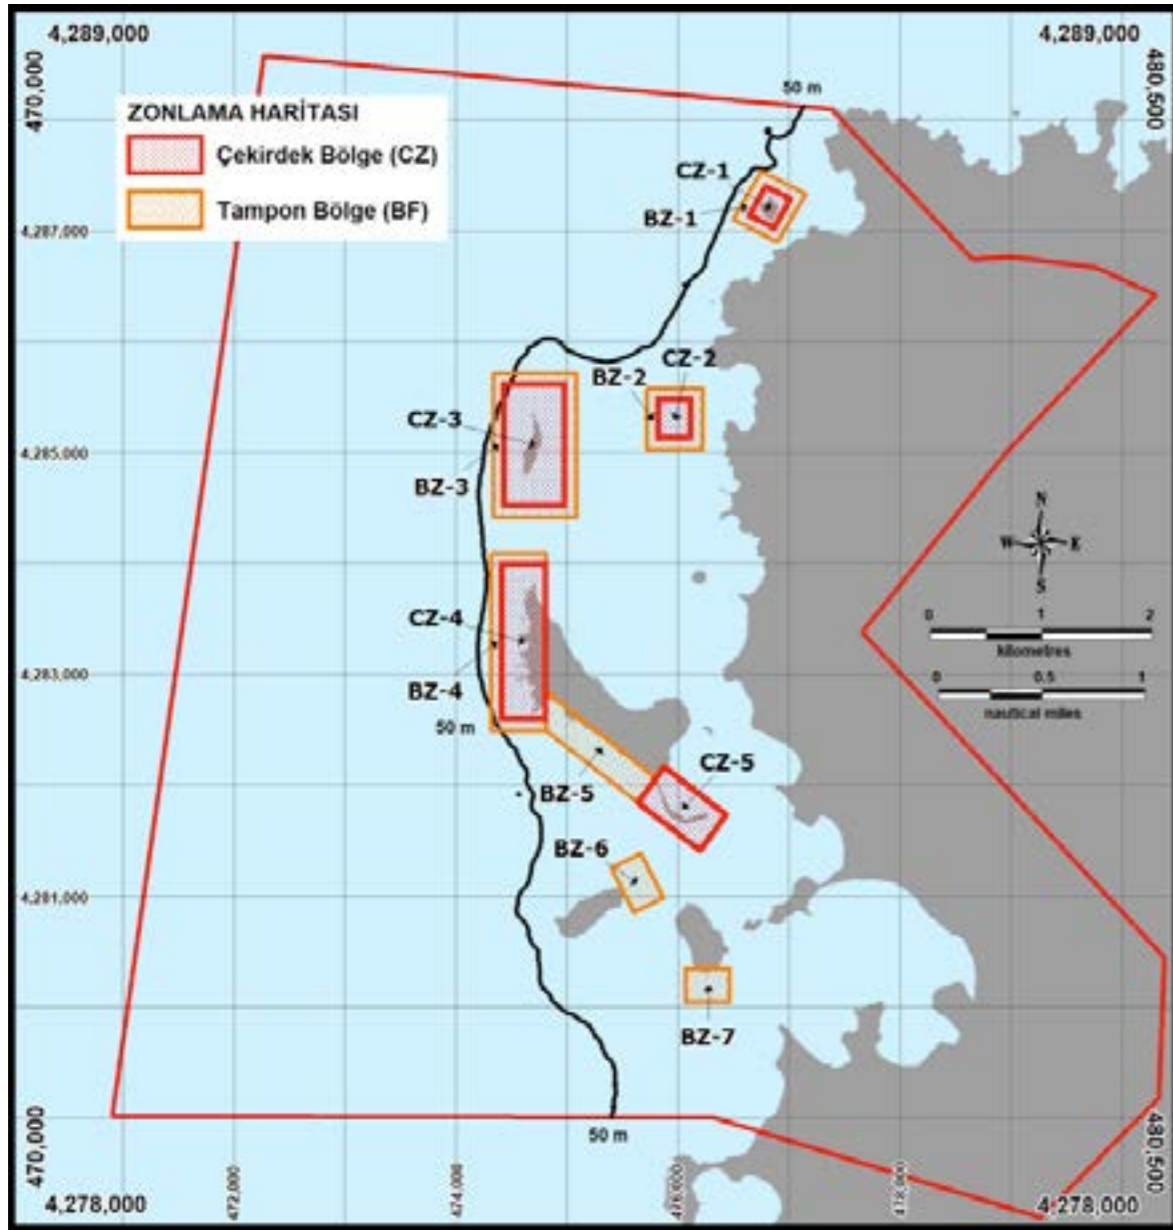 4,289,000
4,289,000
470,000
480,500
50 m
ZONLAMA HARİTASI
Çekirdek Bölge (CZ)
Tampon Bölge (BF)
CZ-1
BZ-1
4,287,000
CZ-2
BZ-2
CZ-3
4,285,000
BZ-3
N
W E
S
0 1 2
kilometres
CZ-4
4,283,000
BZ-4
0 0.5 1
nautical miles
50 m
CZ-5
BZ-5
BZ-6
4,281,000
BZ-7
50 m
470,000
480,500
472,000
474,000
476,000
478,000
4,278,000
4,278,000